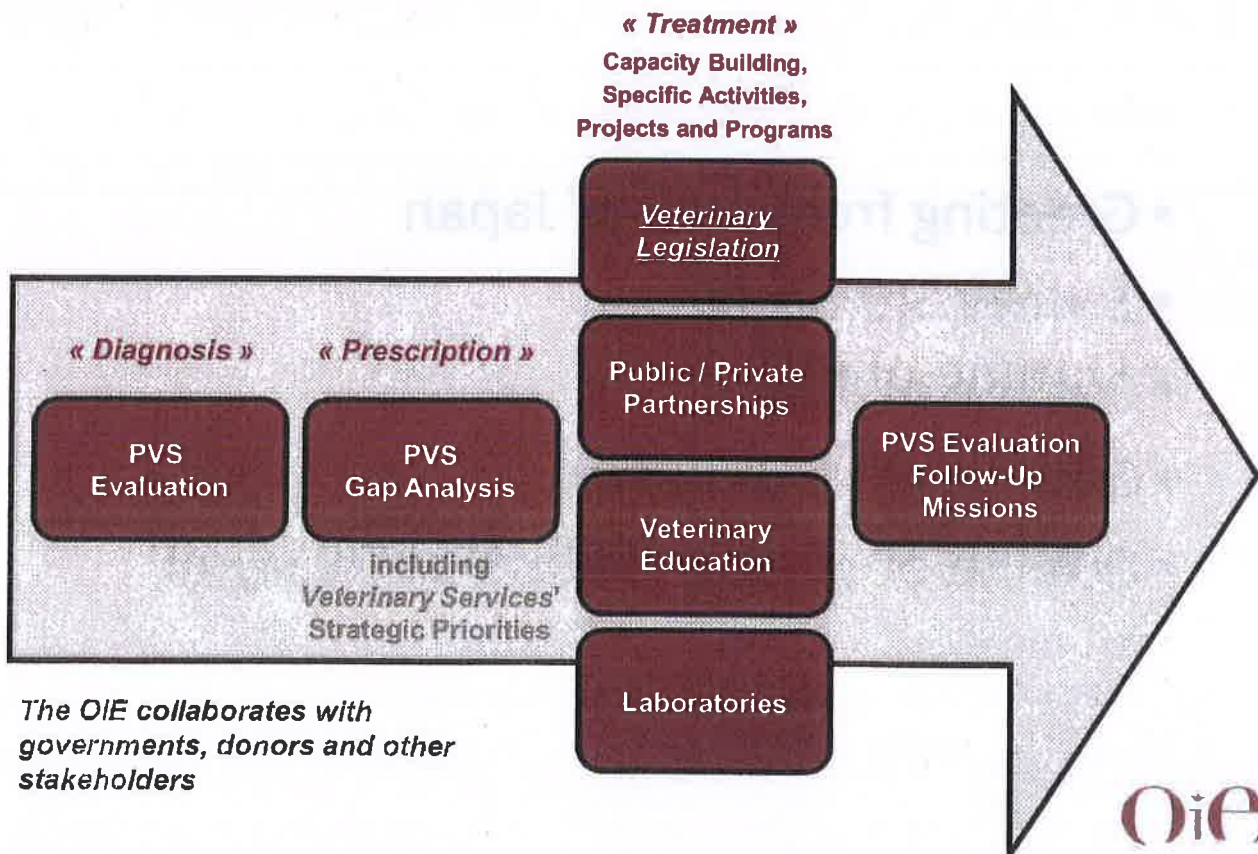 « Treatment »
Capacity Building,
Specific Activities,
Projects and Programs
Veterinary
Legislation
« Diagnosis »
« Prescription »
Public / Private
Partnerships
PVS
Evaluation
PVS
Gap Analysis
PVS Evaluation
Follow-Up
Missions
Veterinary
Education
including
Veterinary Services'
Strategic Priorities
Laboratories
The OIE collaborates with
governments, donors and other
stakeholders
OiE
Japan